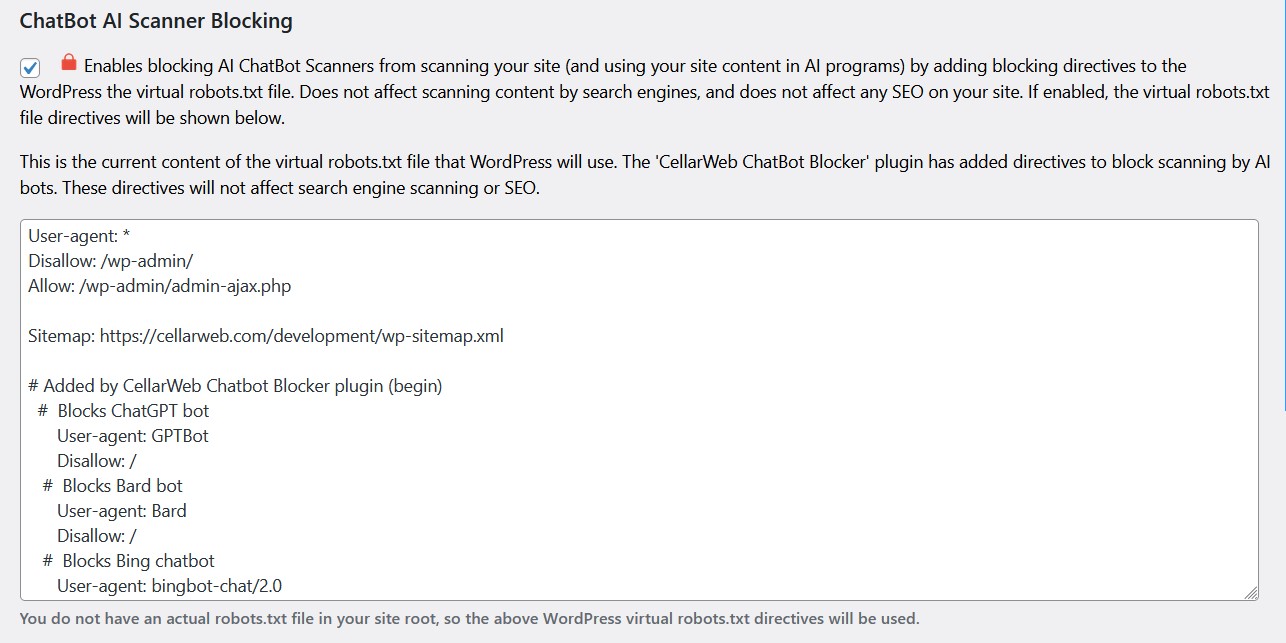 ChatBot AI Scanner Blocking
Enables blocking AI ChatBot Scanners from scanning your site (and using your site content in AI programs) by adding blocking directives to the
WordPress the virtual robots.txt file. Does not affect scanning content by search engines, and does not affect any SEO on your site. If enabled, the virtual robots.txt
file directives will be shown below.
This is the current content of the virtual robots.txt file that WordPress will use. The 'CellarWeb ChatBot Blocker' plugin has added directives to block scanning by AI
bots. These directives will not affect search engine scanning or SEO.
User-agent: *
Disallow: /wp-admin/
Allow: /wp-admin/admin-ajax.php
Sitemap: https://cellarweb.com/development/wp-sitemap.xml
# Added by CellarWeb Chatbot Blocker plugin (begin)
# Blocks ChatGPT bot
User-agent: GPTBot
Disallow: /
# Blocks Bard bot
User-agent: Bard
Disallow: /
# Blocks Bing chatbot
User-agent: bingbot-chat/2.0
You do not have an actual robots.txt file in your site root, so the above WordPress virtual robots.txt directives will be used.